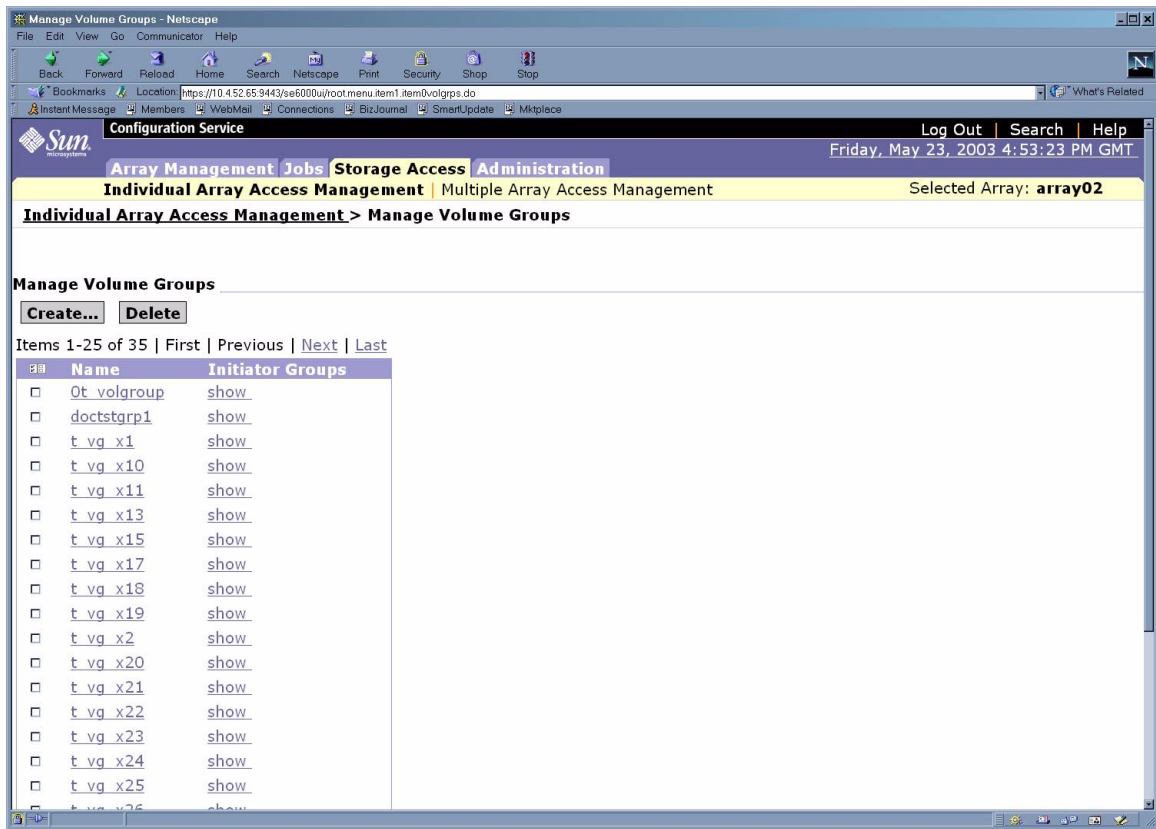 Manage Volume Groups - Netscape
File Edit View Go Communicator Help
Back Forward Reload Home Search Netscape Print Security Shop Stop
N
Bookmarks Location: https://10.4.52.65:9443/se6000ui/root.menu.item1.item0volgrps.do What's Related
Instant Message Members WebMail Connections BizJournal SmartUpdate Mktplace
Sun microsystems
Configuration Service
Log Out | Search | Help
Friday, May 23, 2003 4:53:23 PM GMT
Array Management Jobs Storage Access Administration
Individual Array Access Management | Multiple Array Access Management Selected Array: array02
Individual Array Access Management > Manage Volume Groups
Manage Volume Groups
Create... Delete
Items 1-25 of 35 | First | Previous | Next | Last
Name Initiator Groups
0t_volgroup show
doctstgrp1 show
t_vg_x1 show
t_vg_x10 show
t_vg_x11 show
t_vg_x13 show
t_vg_x15 show
t_vg_x17 show
t_vg_x18 show
t_vg_x19 show
t_vg_x2 show
t_vg_x20 show
t_vg_x21 show
t_vg_x22 show
t_vg_x23 show
t_vg_x24 show
t_vg_x25 show
t_vg_x26 show